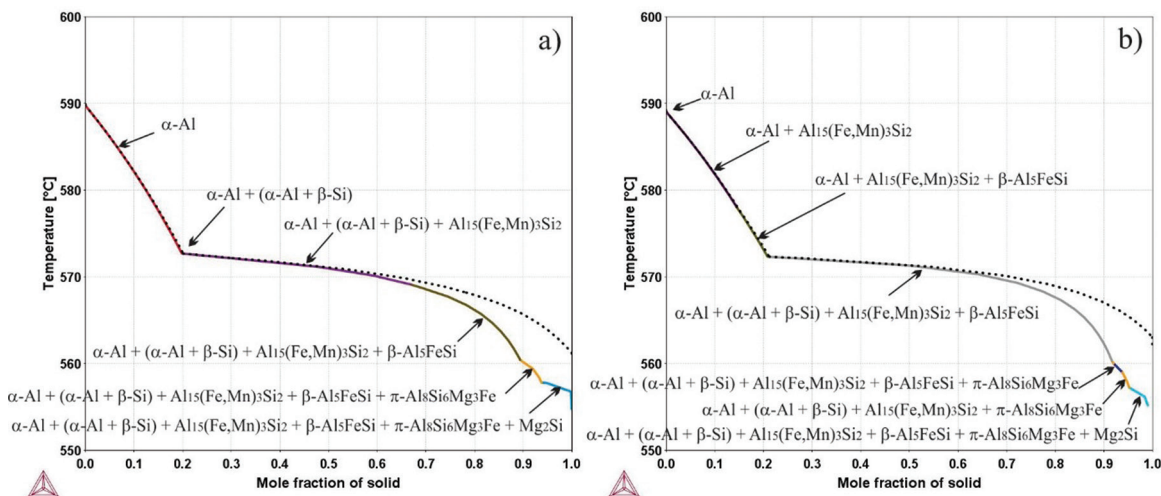 a)
600
590
580
570
560
550
Temperature [°C]
α-Al
α-Al + (α-Al + β-Si)
α-Al + (α-Al + β-Si) + Al15(Fe,Mn)3Si2
α-Al + (α-Al + β-Si) + Al15(Fe,Mn)3Si2 + β-Al5FeSi
α-Al + (α-Al + β-Si) + Al15(Fe,Mn)3Si2 + β-Al5FeSi + π-Al8Si6Mg3Fe
α-Al + (α-Al + β-Si) + Al15(Fe,Mn)3Si2 + β-Al5FeSi + π-Al8Si6Mg3Fe + Mg2Si
0.0 0.1 0.2 0.3 0.4 0.5 0.6 0.7 0.8 0.9 1.0
Mole fraction of solid
b)
600
590
580
570
560
550
Temperature [°C]
α-Al
α-Al + Al15(Fe,Mn)3Si2
α-Al + Al15(Fe,Mn)3Si2 + β-Al5FeSi
α-Al + (α-Al + β-Si) + Al15(Fe,Mn)3Si2 + β-Al5FeSi
α-Al + (α-Al + β-Si) + Al15(Fe,Mn)3Si2 + β-Al5FeSi + π-Al8Si6Mg3Fe
α-Al + (α-Al + β-Si) + Al15(Fe,Mn)3Si2 + π-Al8Si6Mg3Fe
α-Al + (α-Al + β-Si) + Al15(Fe,Mn)3Si2 + β-Al5FeSi + π-Al8Si6Mg3Fe + Mg2Si
0.0 0.1 0.2 0.3 0.4 0.5 0.6 0.7 0.8 0.9 1.0
Mole fraction of solid